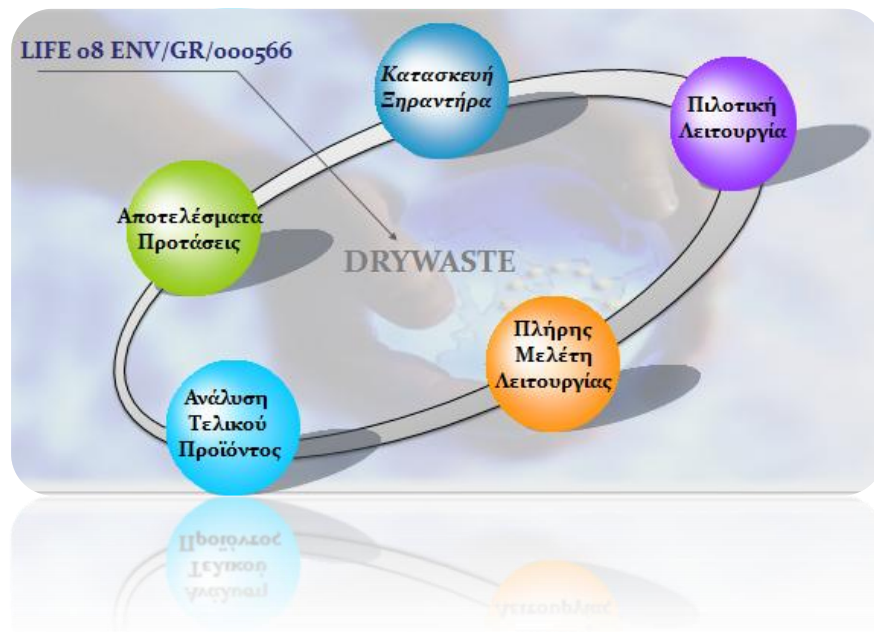 LIFE 08 ENV/GR/000566
Κατασκευή
Ξηραντήρα
Πιλοτική
Λειτουργία
Αποτελέσματα
Προτάσεις
DRYWASTE
Πλήρης
Μελέτη
Λειτουργίας
Ανάλυση
Τελικού
Προϊόντος